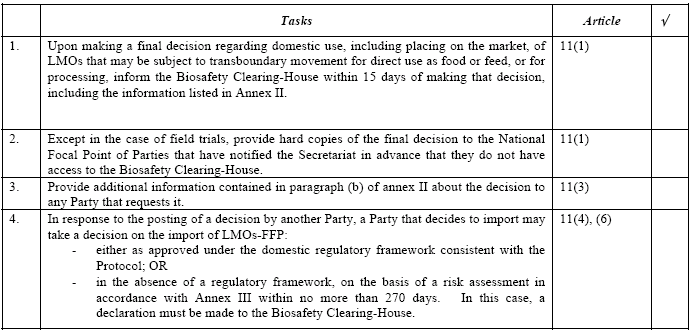 Tasks Article √
1. Upon making a final decision regarding domestic use, including placing on the market, of 11(1)
LMOs that may be subject to transboundary movement for direct use as food or feed, or for
processing, inform the Biosafety Clearing-House within 15 days of making that decision,
including the information listed in Annex II.
2. Except in the case of field trials, provide hard copies of the final decision to the National 11(1)
Focal Point of Parties that have notified the Secretariat in advance that they do not have
access to the Biosafety Clearing-House.
3. Provide additional information contained in paragraph (b) of annex II about the decision to 11(3)
any Party that requests it.
4. In response to the posting of a decision by another Party, a Party that decides to import may 11(4), (6)
take a decision on the import of LMOs-FFP:
- either as approved under the domestic regulatory framework consistent with the
Protocol; OR
- in the absence of a regulatory framework, on the basis of a risk assessment in
accordance with Annex III within no more than 270 days. In this case, a
declaration must be made to the Biosafety Clearing-House.